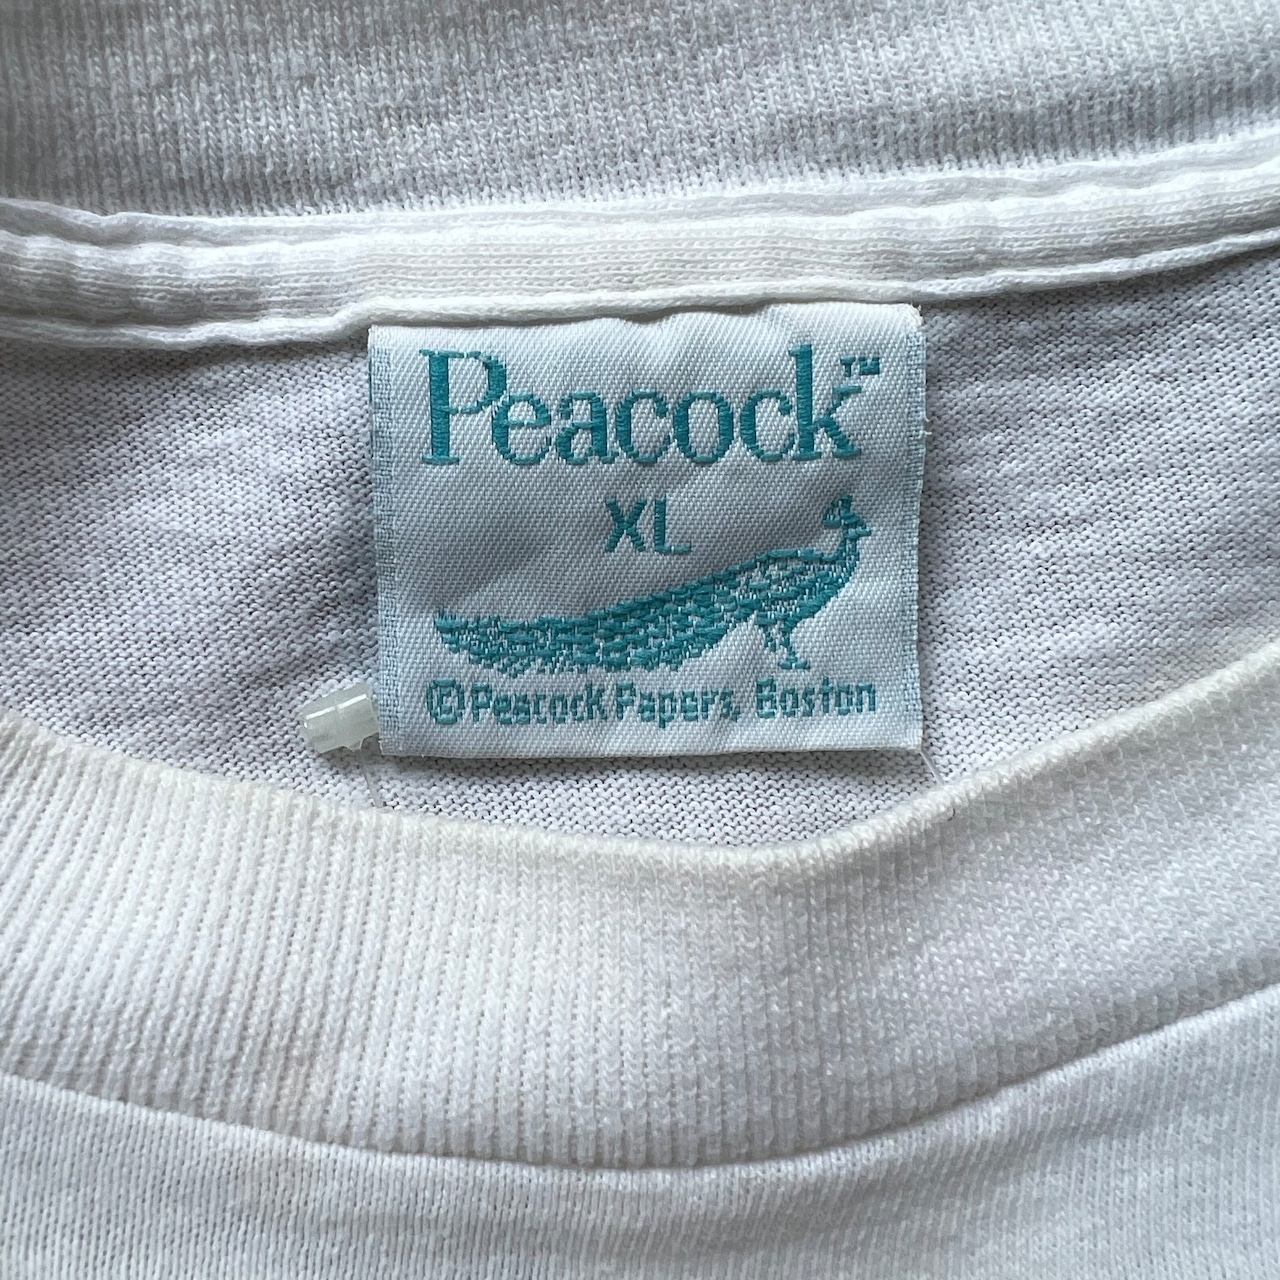 Peacock™
XL
©Peacock Papers, Boston